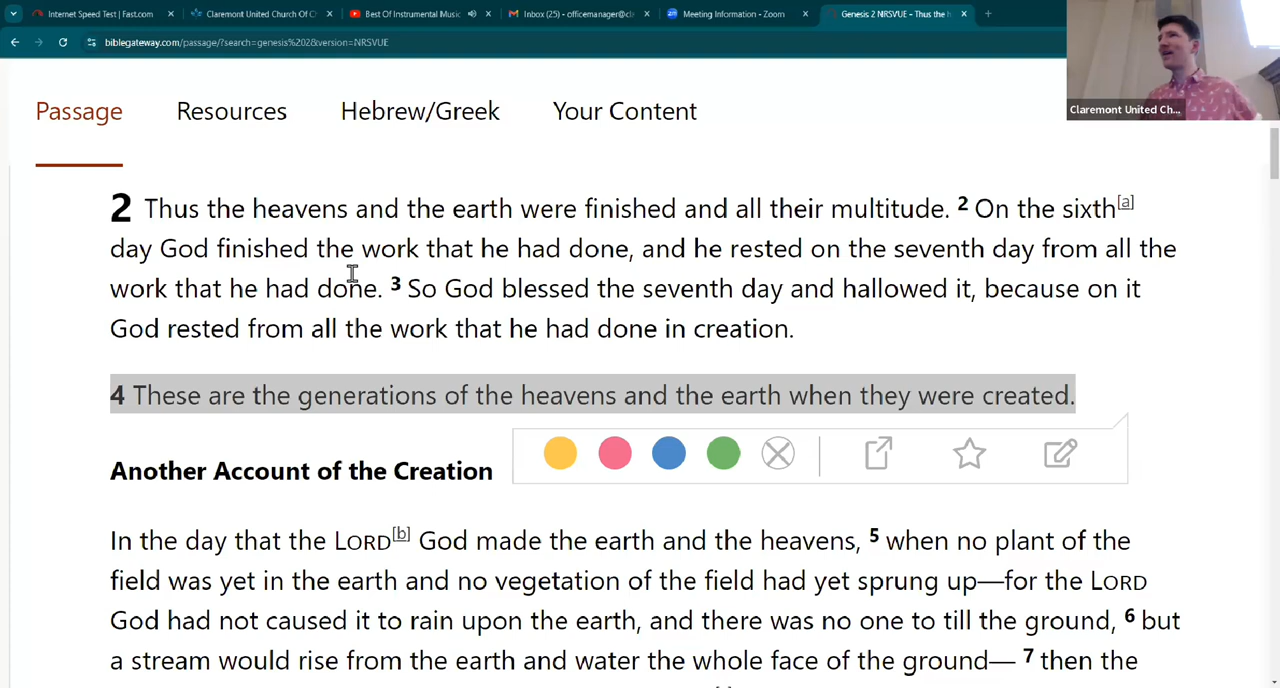 Internet Speed Test | Fast.com
Claremont United Church Of C
Best Of Instrumental Music
Inbox (25) - officemanager@cl
Meeting Information - Zoom
Genesis 2 NRSVUE - Thus the h
biblegateway.com/passage/?search=genesis%202&version=NRSVUE
Claremont United Ch...
Passage Resources Hebrew/Greek Your Content
2 Thus the heavens and the earth were finished and all their multitude. 2 On the sixth[a]
day God finished the work that he had done, and he rested on the seventh day from all the
work that he had done. 3 So God blessed the seventh day and hallowed it, because on it
God rested from all the work that he had done in creation.
4 These are the generations of the heavens and the earth when they were created.
Another Account of the Creation
In the day that the LORD[b] God made the earth and the heavens, 5 when no plant of the
field was yet in the earth and no vegetation of the field had yet sprung up—for the LORD
God had not caused it to rain upon the earth, and there was no one to till the ground, 6 but
a stream would rise from the earth and water the whole face of the ground— 7 then the